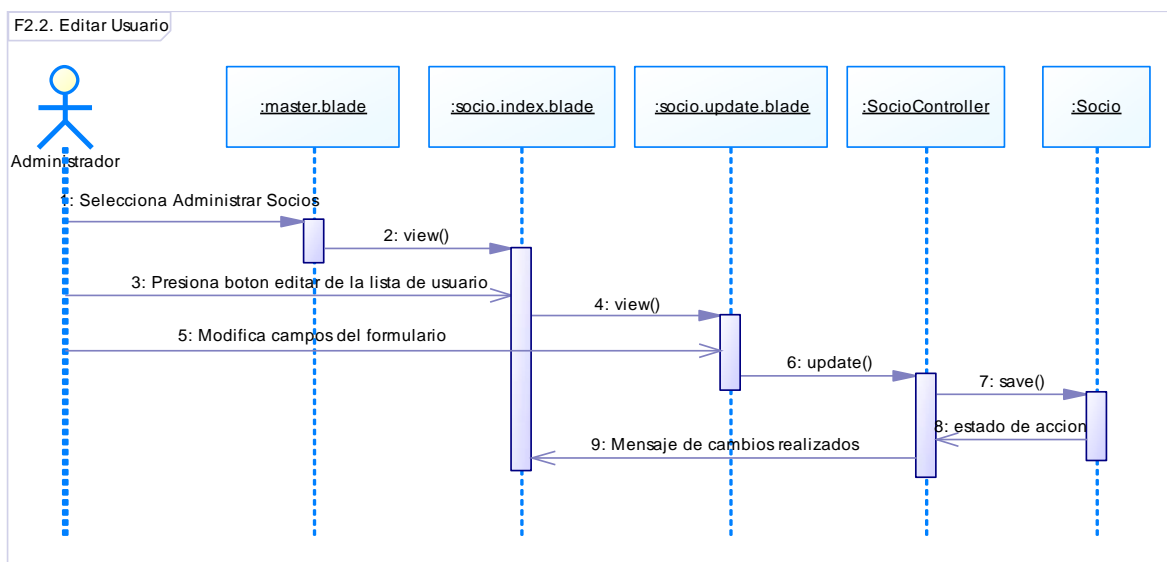 F2.2. Editar Usuario
:master.blade
:socio.index.blade
:socio.update.blade
:SocioController
:Socio
Administrador
1: Selecciona Administrar Socios
2: view()
3: Presiona boton editar de la lista de usuario
4: view()
5: Modifica campos del formulario
6: update()
7: save()
8: estado de accion
9: Mensaje de cambios realizados